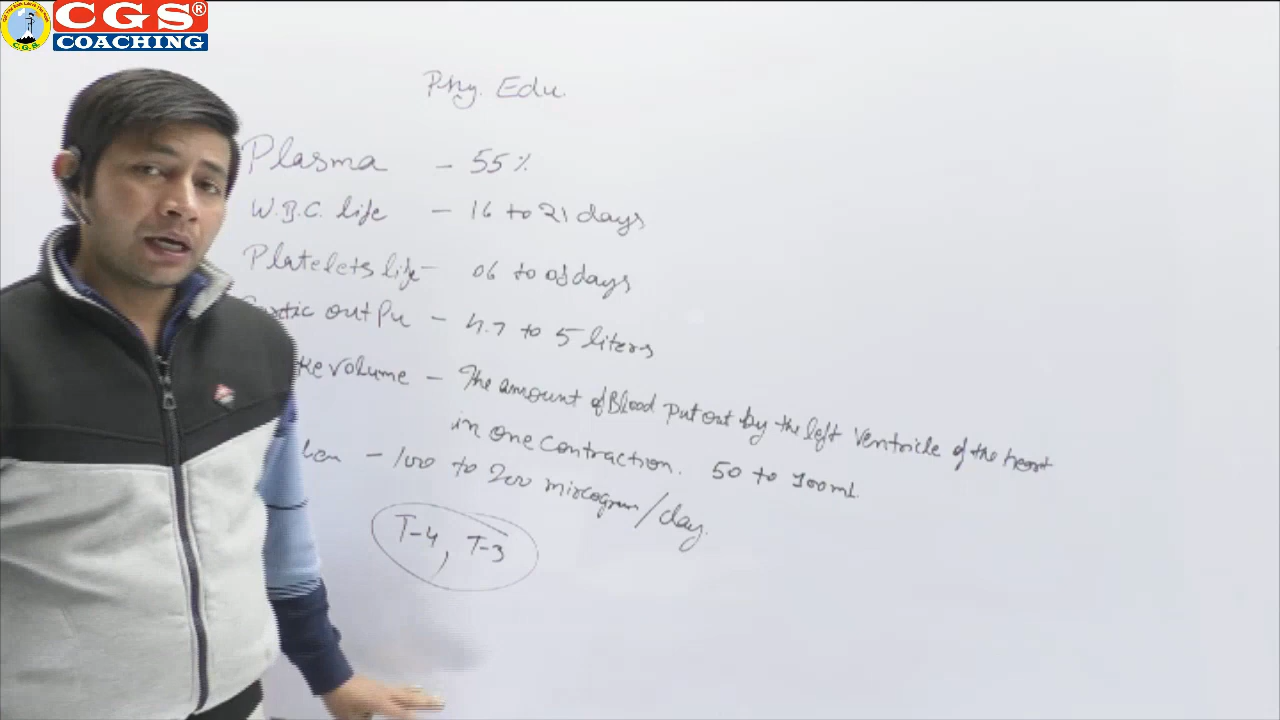 CGS®
COACHING
C.G.S.
Phy. Edu.
Plasma - 55%
W.B.C. life - 16 to 21 days
Platelets life - 06 to 08 days
out Pu - 4.7 to 5 liters
ke volume - The amount of Blood put out by the left ventricle of the heart
in one contraction. 50 to 100ml.
- 100 to 200 mircogram/day.
T-4, T-3